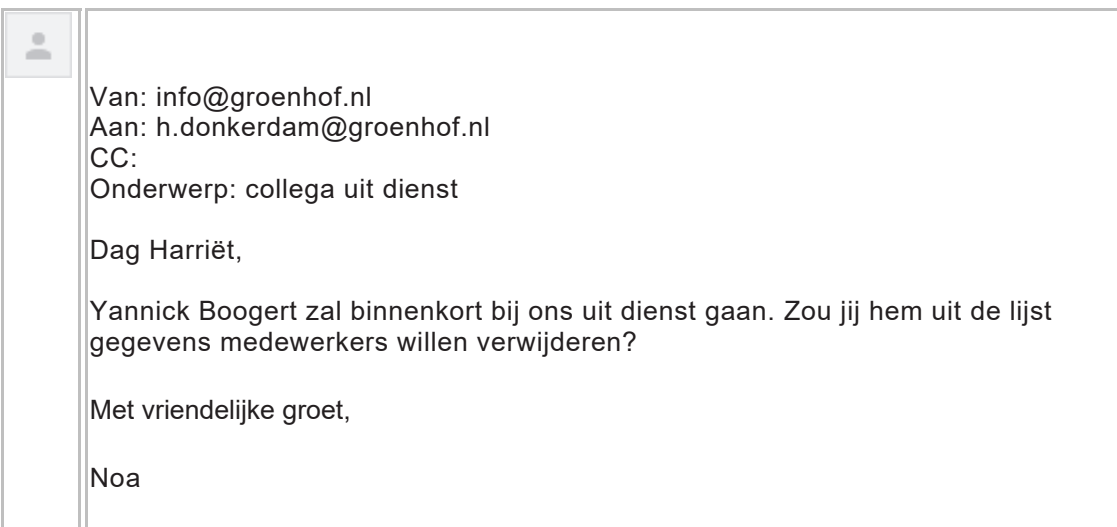 Van: info@groenhof.nl
Aan: h.donkerdam@groenhof.nl
CC:
Onderwerp: collega uit dienst
Dag Harriët,
Yannick Boogert zal binnenkort bij ons uit dienst gaan. Zou jij hem uit de lijst
gegevens medewerkers willen verwijderen?
Met vriendelijke groet,
Noa